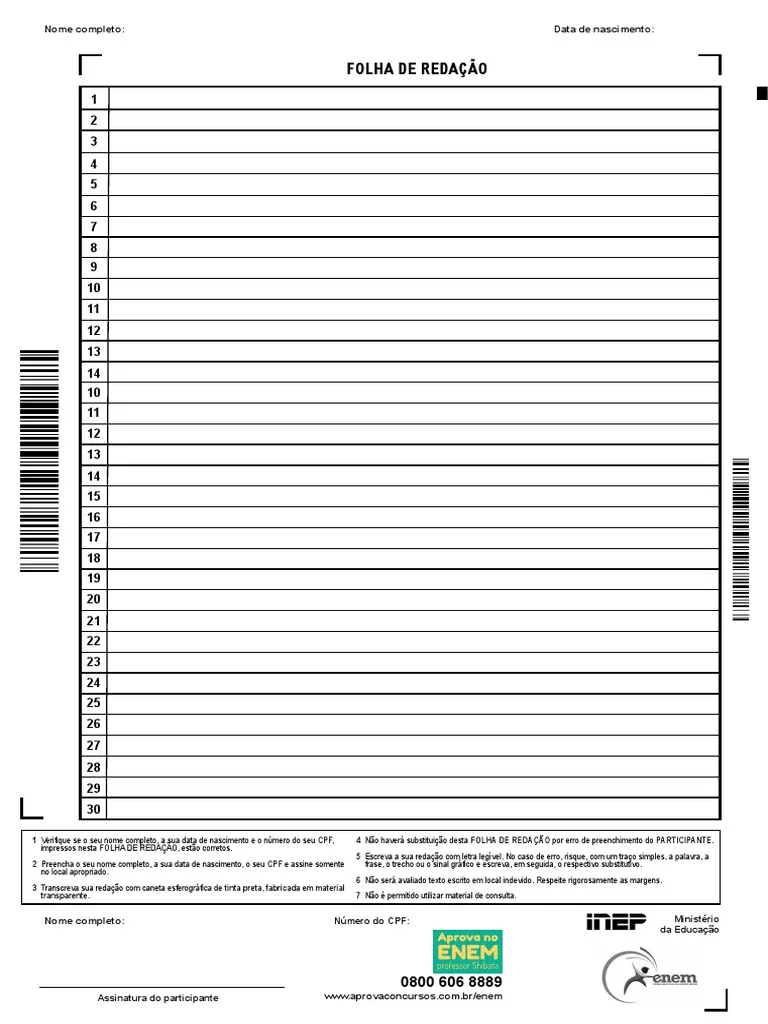 Nome completo: Data de nascimento:
FOLHA DE REDAÇÃO
1
2
3
4
5
6
7
8
9
10
11
12
13
14
10
11
12
13
14
15
16
17
18
19
20
21
22
23
24
25
26
27
28
29
30
1 Verifique se o seu nome completo, a sua data de nascimento e o número do seu CPF,
impressos nesta FOLHA DE REDAÇÃO, estão corretos.
2 Preencha o seu nome completo, a sua data de nascimento, o seu CPF e assine somente
no local apropriado.
3 Transcreva sua redação com caneta esferográfica de tinta preta, fabricada em material
transparente.
4 Não haverá substituição desta FOLHA DE REDAÇÃO por erro de preenchimento do PARTICIPANTE.
5 Escreva a sua redação com letra legível. No caso de erro, risque, com um traço simples, a palavra, a
frase, o trecho ou o sinal gráfico e escreva, em seguida, o respectivo substitutivo.
6 Não será avaliado texto escrito em local indevido. Respeite rigorosamente as margens.
7 Não é permitido utilizar material de consulta.
Nome completo: Número do CPF:
INEP Ministério
da Educação
Aprova no
ENEM
professor Shibata
enem
0800 606 8889
www.aprovaconcursos.com.br/enem
Assinatura do participante